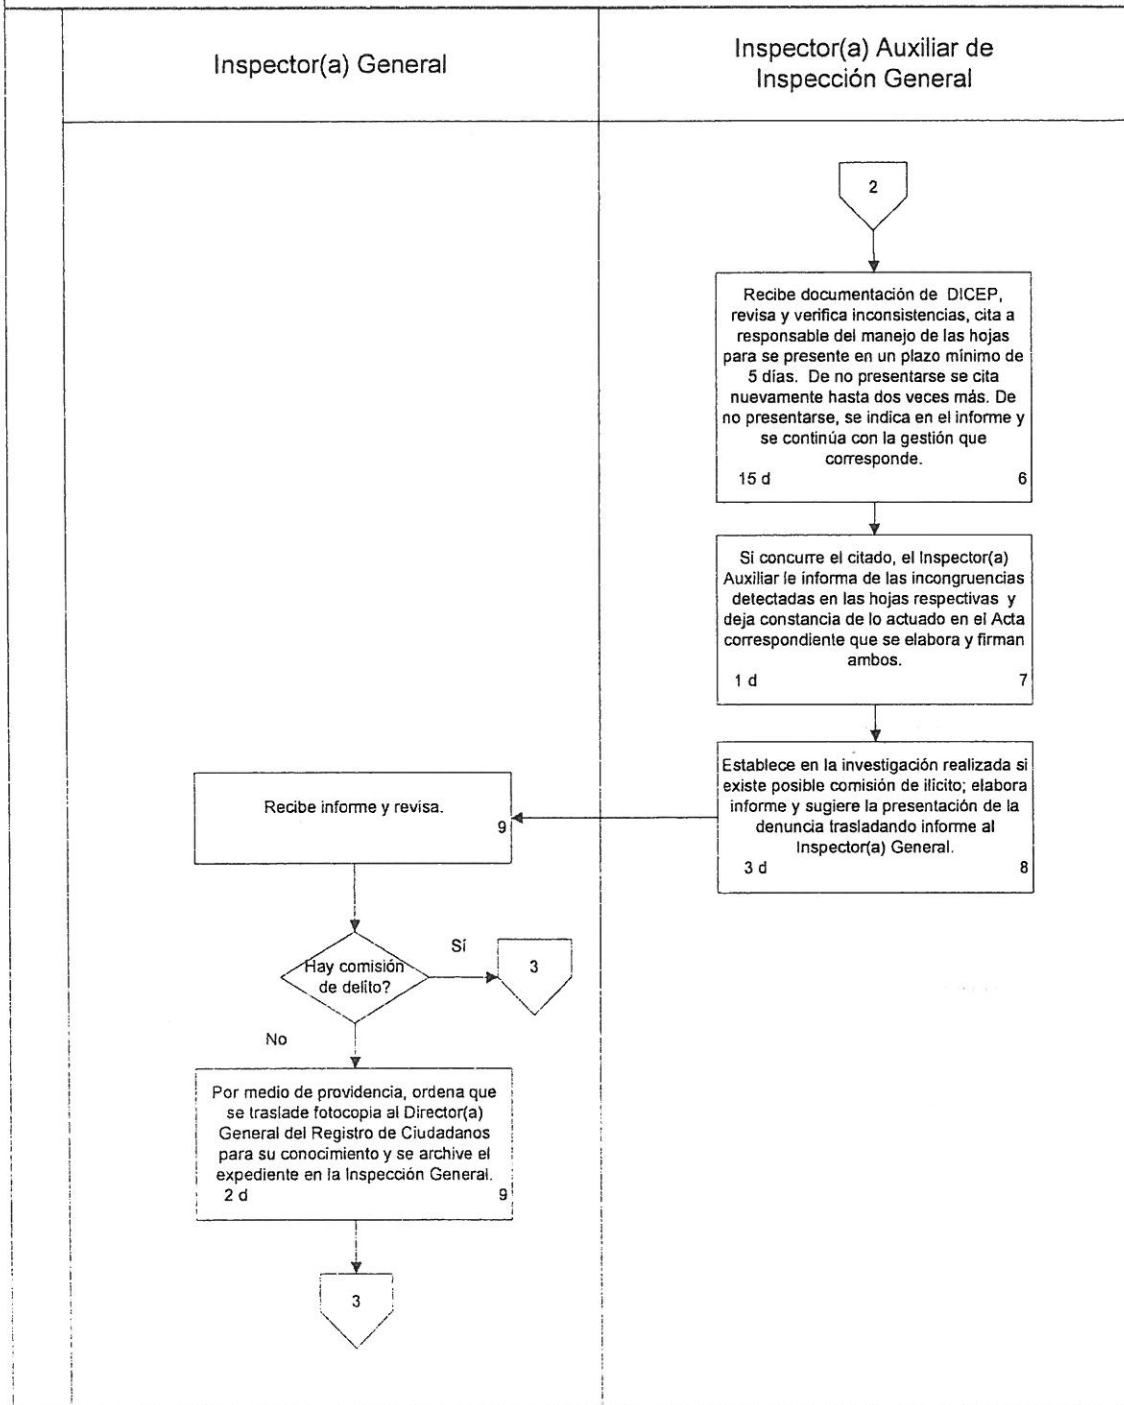 Inspector(a) General
Inspector(a) Auxiliar de
Inspección General
2
Recibe documentación de DICEP,
revisa y verifica inconsistencias, cita a
responsable del manejo de las hojas
para se presente en un plazo mínimo de
5 días. De no presentarse se cita
nuevamente hasta dos veces más. De
no presentarse, se indica en el informe y
se continúa con la gestión que
corresponde.
15 d 6
Si concurre el citado, el Inspector(a)
Auxiliar le informa de las incongruencias
detectadas en las hojas respectivas y
deja constancia de lo actuado en el Acta
correspondiente que se elabora y firman
ambos.
1 d 7
Establece en la investigación realizada si
existe posible comisión de ilícito; elabora
informe y sugiere la presentación de la
denuncia trasladando informe al
Inspector(a) General.
3 d 8
Recibe informe y revisa.
9
Hay comisión
de delito?
Sí
3
No
Por medio de providencia, ordena que
se traslade fotocopia al Director(a)
General del Registro de Ciudadanos
para su conocimiento y se archive el
expediente en la Inspección General.
2 d 9
3